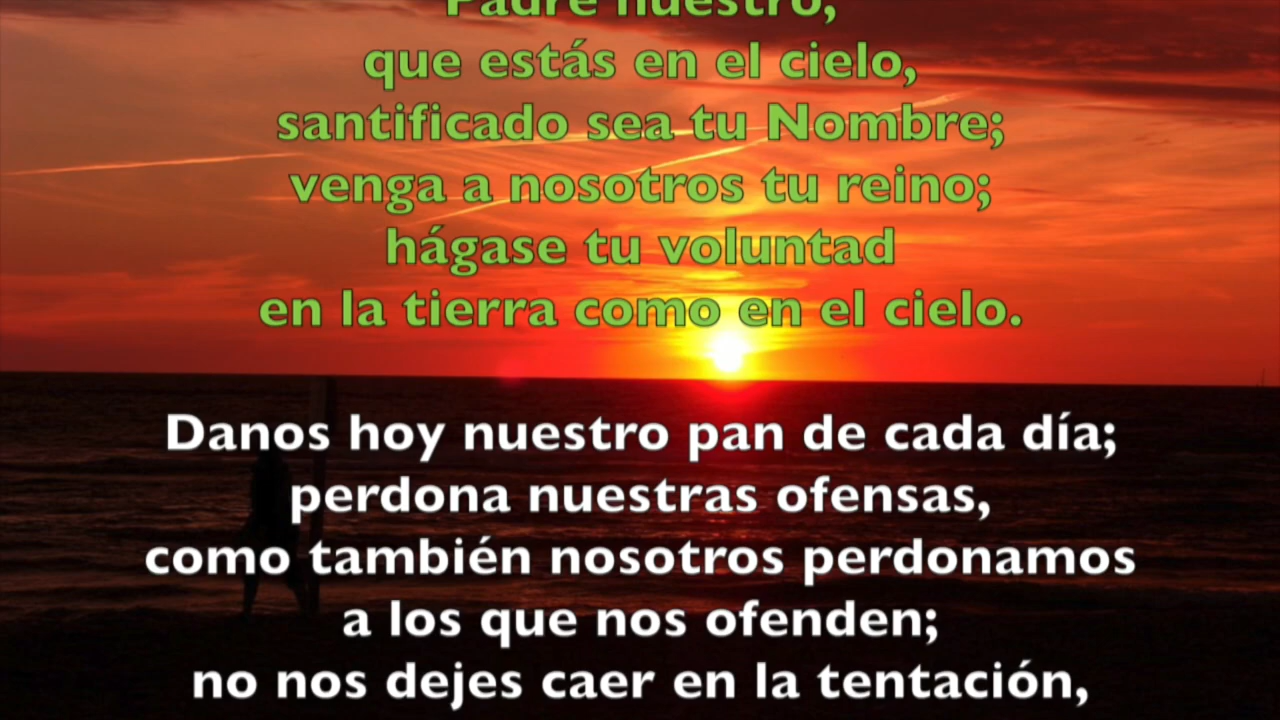 Padre nuestro,
que estás en el cielo,
santificado sea tu Nombre;
venga a nosotros tu reino;
hágase tu voluntad
en la tierra como en el cielo.
Danos hoy nuestro pan de cada día;
perdona nuestras ofensas,
como también nosotros perdonamos
a los que nos ofenden;
no nos dejes caer en la tentación,